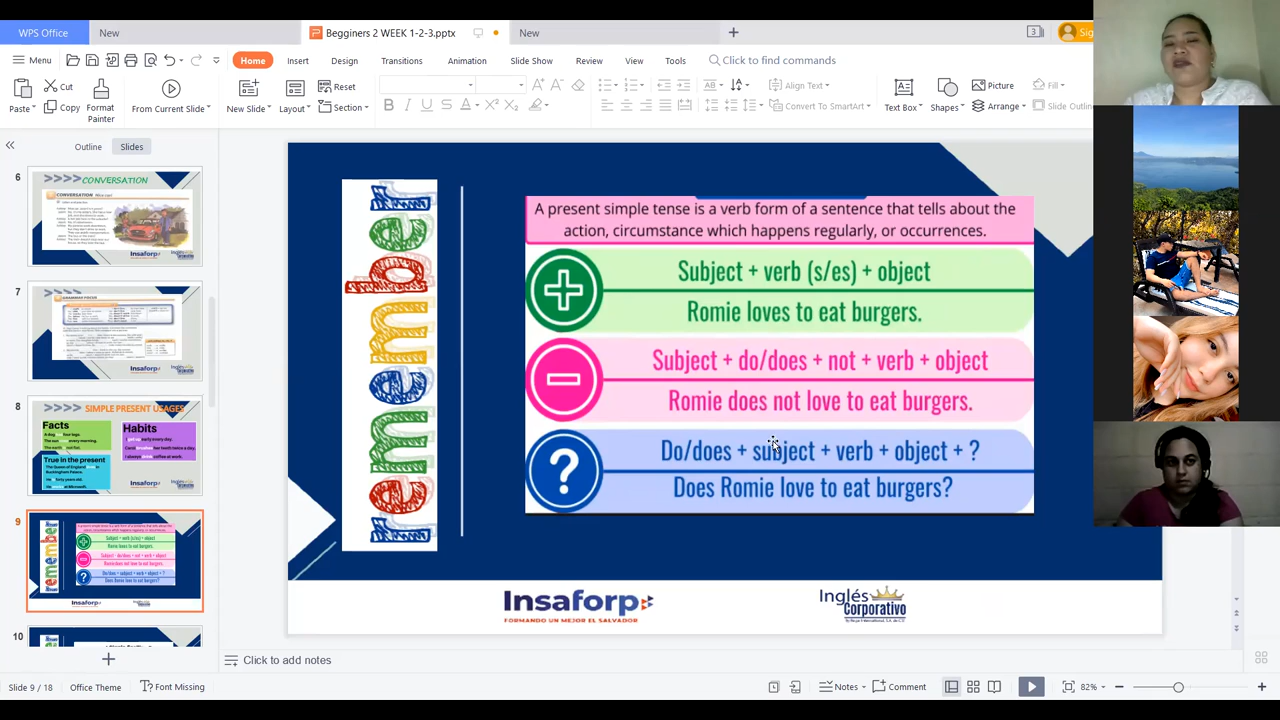 WPS Office
New
Begginers 2 WEEK 1-2-3.pptx
New
Menu
Home
Insert
Design
Transitions
Animation
Slide Show
Review
View
Tools
Click to find commands
Paste
Cut
Copy
Format
Painter
From Current Slide
New Slide
Layout
Reset
Section
Align Text
Convert To SmartArt
Text Box
Shapes
Picture
Arrange
Fill
Outline
Slides
6
CONVERSATION
7
8
SIMPLE PRESENT USAGES
Facts
Habits
True in the present
9
10
remember
A present simple tense is a verb form or a sentence that tells about the
action, circumstance which happens regularly, or occurrences.
Subject + verb (s/es) + object
Romie loves to eat burgers.
Subject + do/does + not + verb + object
Romie does not love to eat burgers.
Do/does + subject + verb + object + ?
Does Romie love to eat burgers?
Insaforp
FORMANDO UN MEJOR EL SALVADOR
Inglés
Corporativo
Click to add notes
Slide 9 / 18
Office Theme
Font Missing
Notes
Comment
82%